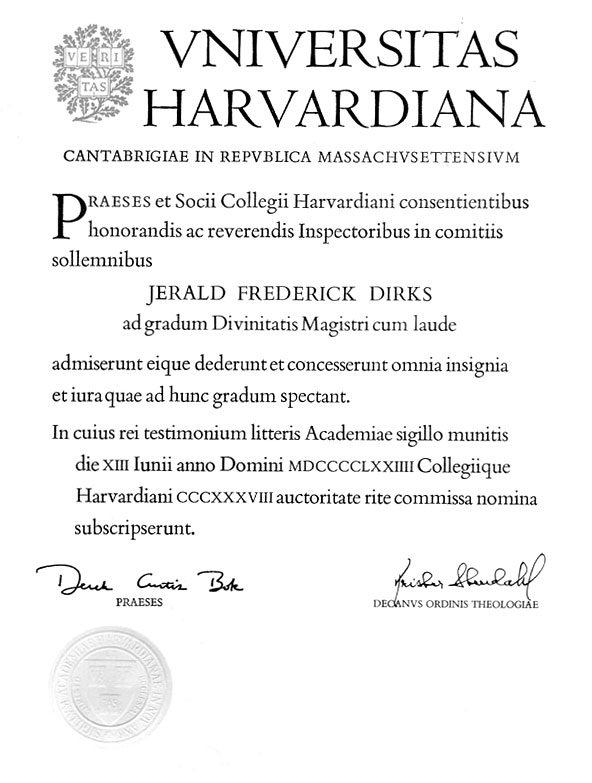 VE RI
TAS
VNIVERSITAS
HARVARDIANA
CANTABRIGIAE IN REPVBLICA MASSACHVSETTENSIVM
PRAESES et Socii Collegii Harvardiani consentientibus
honorandis ac reverendis Inspectoribus in comitiis
sollemnibus
JERALD FREDERICK DIRKS
ad gradum Divinitatis Magistri cum laude
admiserunt eique dederunt et concesserunt omnia insignia
et iura quae ad hunc gradum spectant.
In cuius rei testimonium litteris Academiae sigillo munitis
die XIII Iunii anno Domini MDCCCCLXXIIII Collegiique
Harvardiani CCCXXXVIII auctoritate rite commissa nomina
subscripserunt.
Derek Curtis Bok
PRAESES
DECANVS ORDINIS THEOLOGIAE